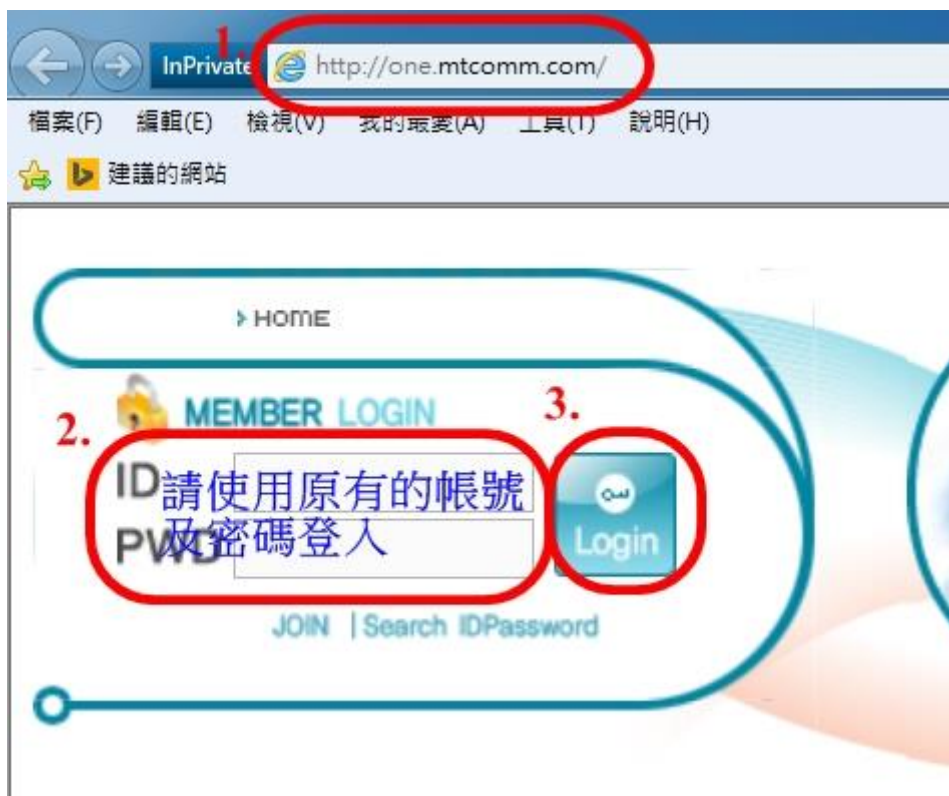 1.
InPrivate http://one.mtcomm.com/
檔案(F) 編輯(E) 檢視(V) 我的最愛(A) 工具(T) 說明(H)
建議的網站
HOME
MEMBER LOGIN
2.
3.
ID
請使用原有的帳號
PWD
及密碼登入
Login
JOIN | Search IDPassword